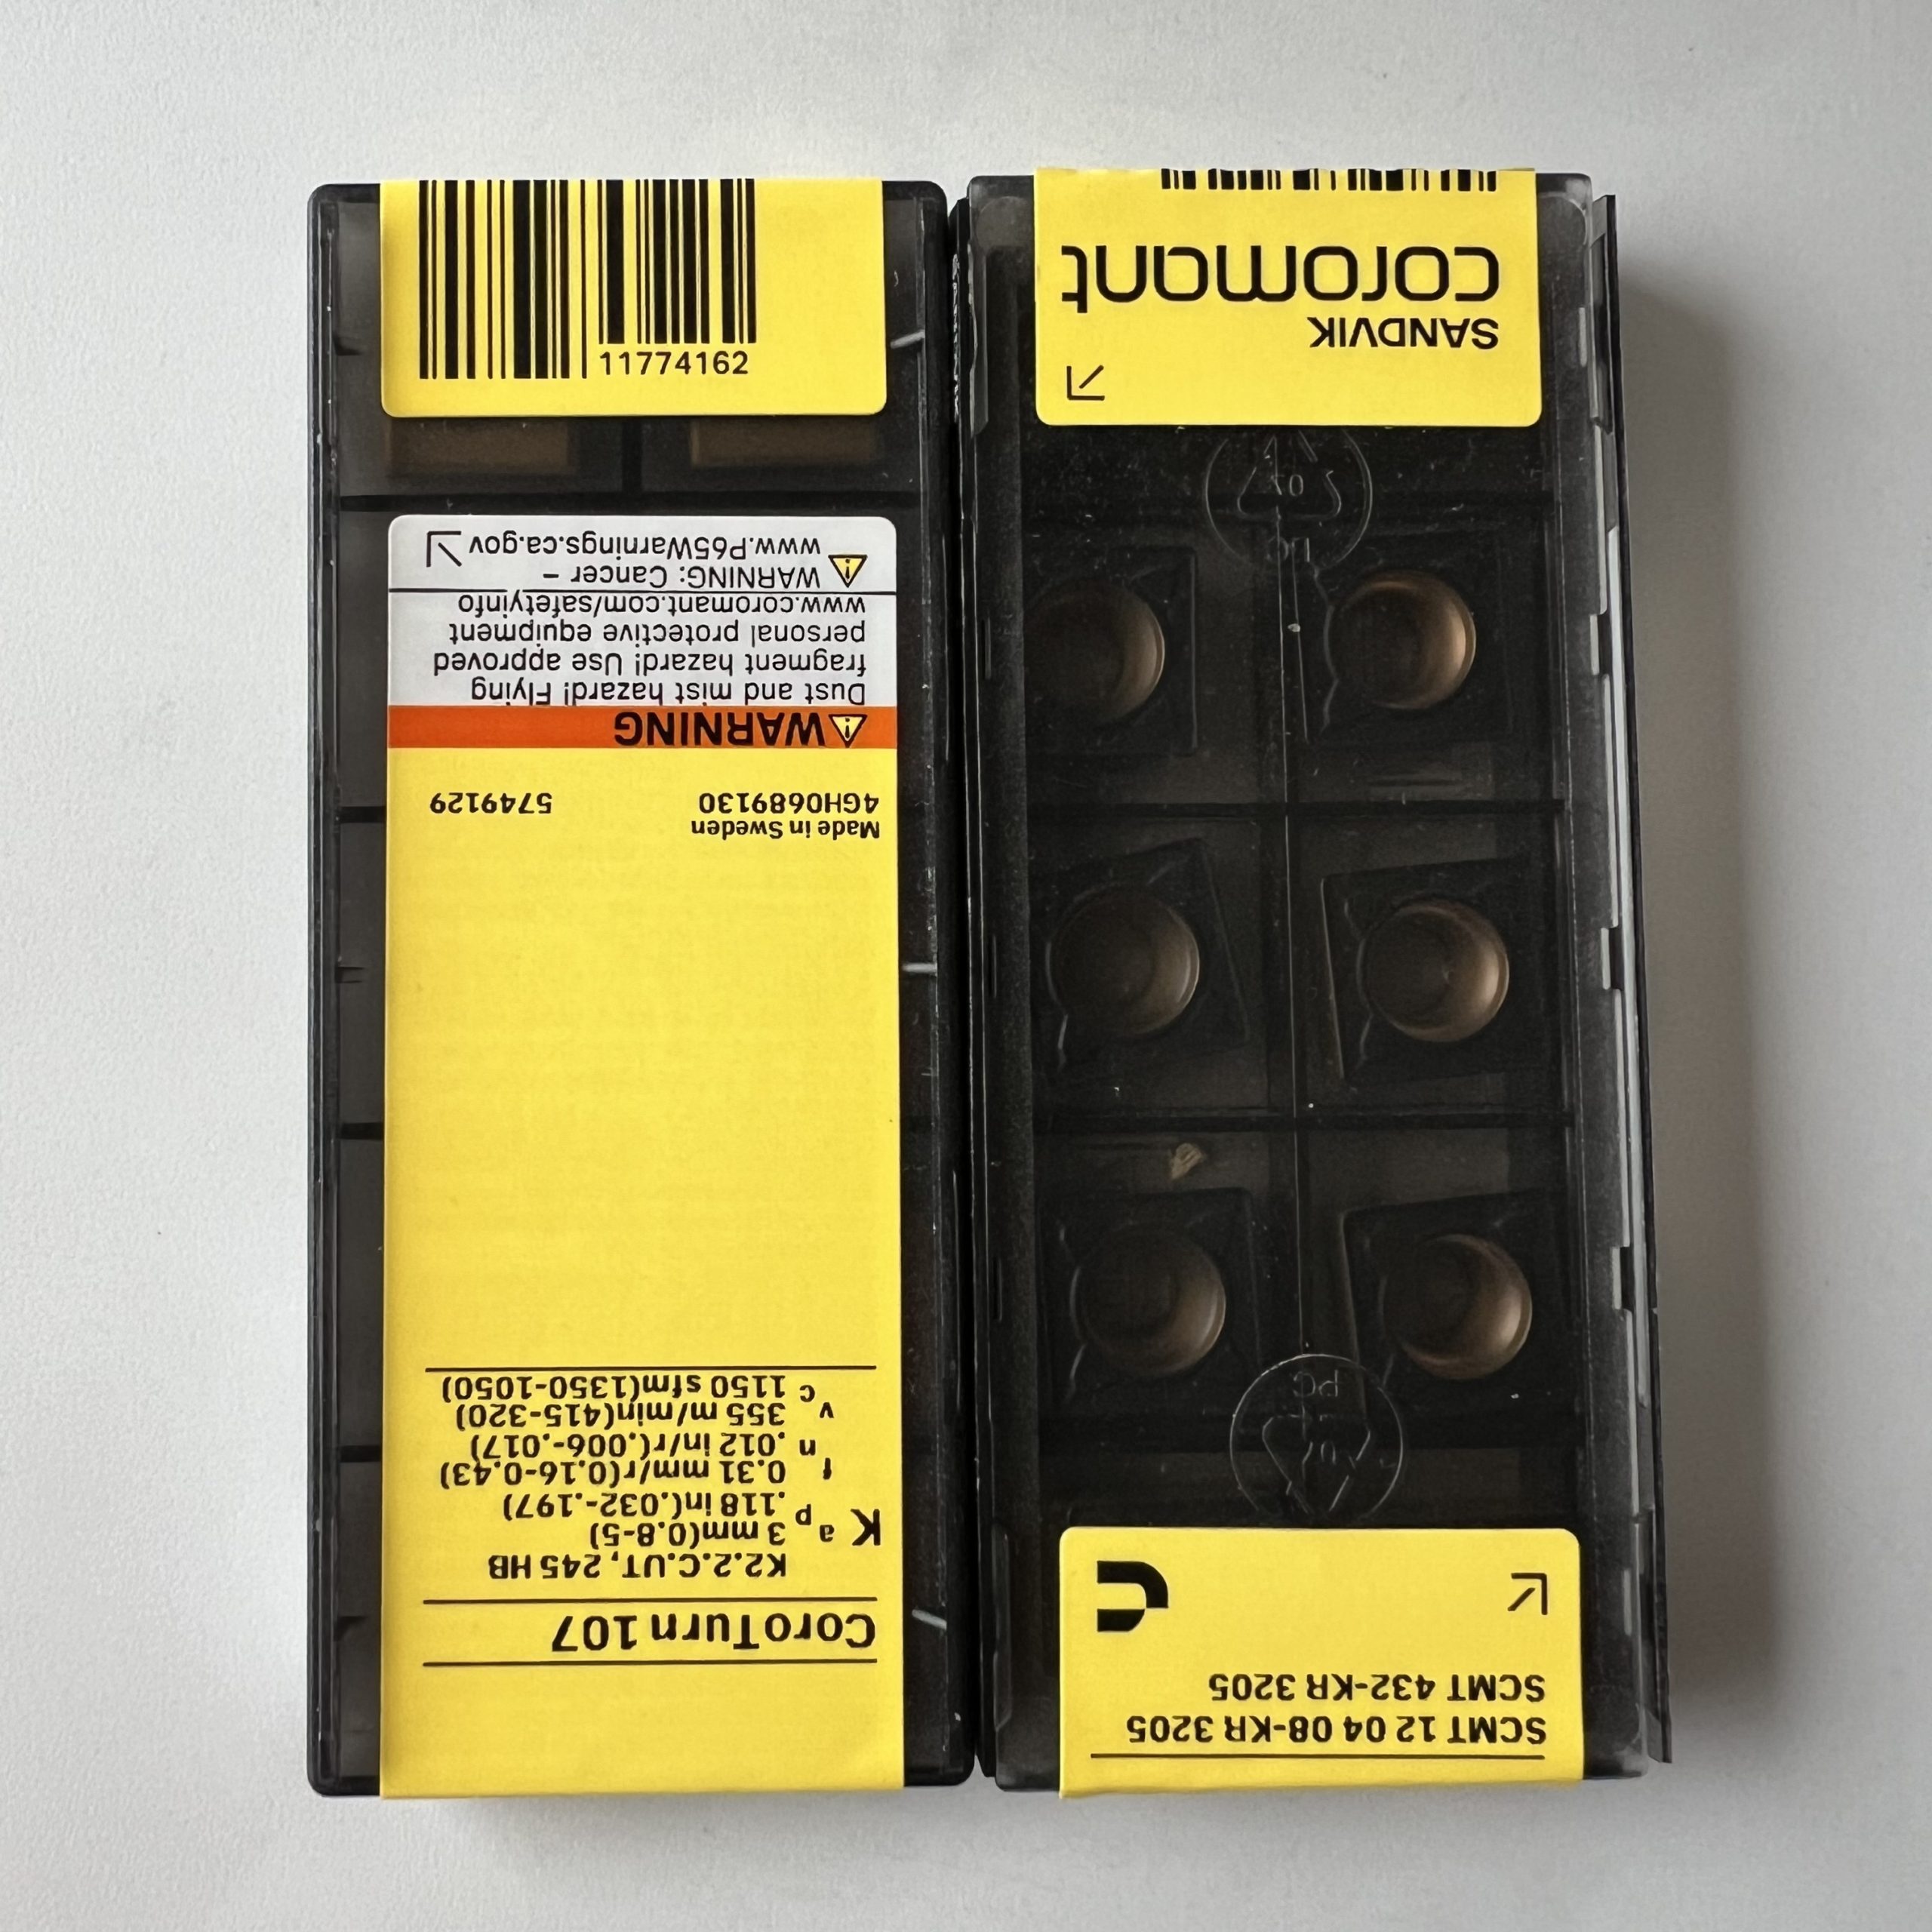 11774162
CoroTurn 107
K2.2.C.UT, 245 HB
K ap 3 mm(0.8-5)
.118 in(.032-.197)
fn 0.31 mm/r(0.16-0.43)
.012 in/r(.006-.017)
vc 355 m/min(415-320)
1150 sfm(1350-1050)
Made in Sweden
4GH0689130 5749129
WARNING
Dust and mist hazard! Flying
fragment hazard! Use approved
personal protective equipment
www.coromant.com/safetyinfo
WARNING: Cancer –
www.P65Warnings.ca.gov
SCMT 12 04 08-KR 3205
SCMT 432-KR 3205
PC
07
PC
SANDVIK
coromant